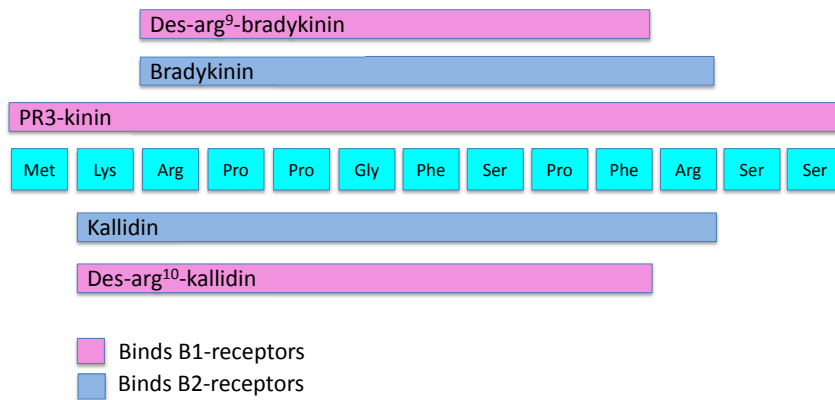 Des-arg⁹-bradykinin
Bradykinin
PR3-kinin
Met Lys Arg Pro Pro Gly Phe Ser Pro Phe Arg Ser Ser
Kallidin
Des-arg¹⁰-kallidin
Binds B1-receptors
Binds B2-receptors